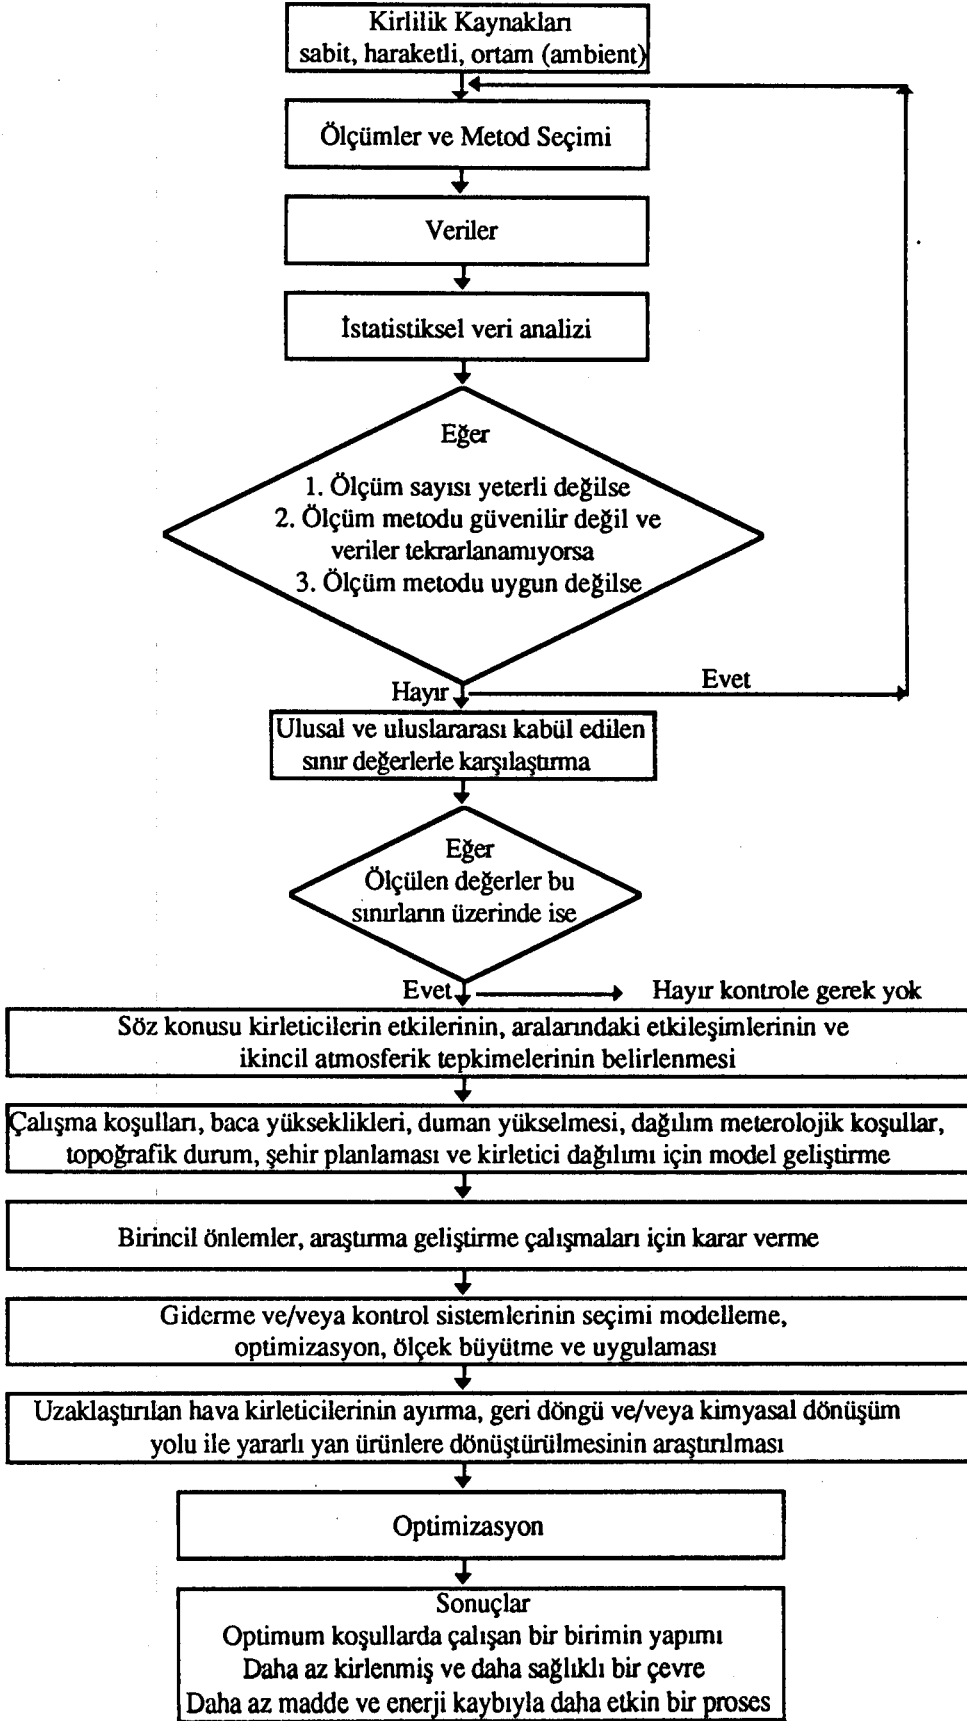 Kirlilik Kaynakları
sabit, haraketli, ortam (ambient)
Ölçümler ve Metod Seçimi
Veriler
İstatistiksel veri analizi
Eğer
1. Ölçüm sayısı yeterli değilse
2. Ölçüm metodu güvenilir değil ve
veriler tekrarlanamıyorsa
3. Ölçüm metodu uygun değilse
Evet
Hayır
Ulusal ve uluslararası kabül edilen
sınır değerlerle karşılaştırma
Eğer
Ölçülen değerler bu
sınırların üzerinde ise
Evet
Hayır kontrole gerek yok
Söz konusu kirleticilerin etkilerinin, aralarındaki etkileşimlerinin ve
ikincil atmosferik tepkimelerinin belirlenmesi
Çalışma koşulları, baca yükseklikleri, duman yükselmesi, dağılım meterolojik koşullar,
topoğrafik durum, şehir planlaması ve kirletici dağılımı için model geliştirme
Birincil önlemler, araştırma geliştirme çalışmaları için karar verme
Giderme ve/veya kontrol sistemlerinin seçimi modelleme,
optimizasyon, ölçek büyütme ve uygulaması
Uzaklaştırılan hava kirleticilerinin ayırma, geri döngü ve/veya kimyasal dönüşüm
yolu ile yararlı yan ürünlere dönüştürülmesinin araştırılması
Optimizasyon
Sonuçlar
Optimum koşullarda çalışan bir birimin yapımı
Daha az kirlenmiş ve daha sağlıklı bir çevre
Daha az madde ve enerji kaybıyla daha etkin bir proses